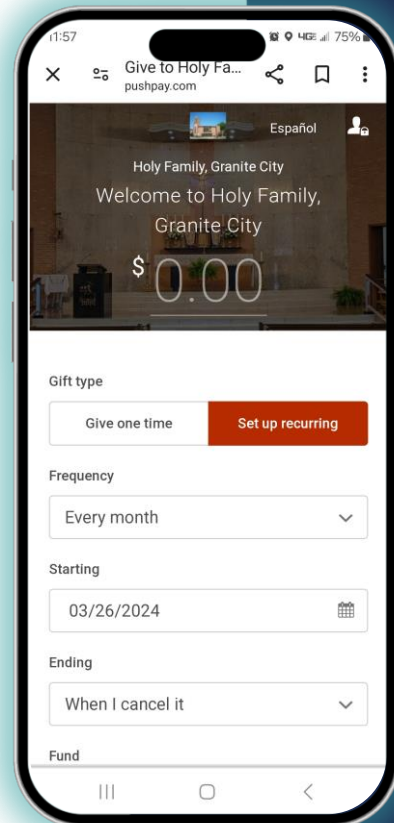 11:57
4GE 75%
Give to Holy Fa...
pushpay.com
Español
Holy Family, Granite City
Welcome to Holy Family,
Granite City
$ 0.00
Gift type
Give one time Set up recurring
Frequency
Every month
Starting
03/26/2024
Ending
When I cancel it
Fund